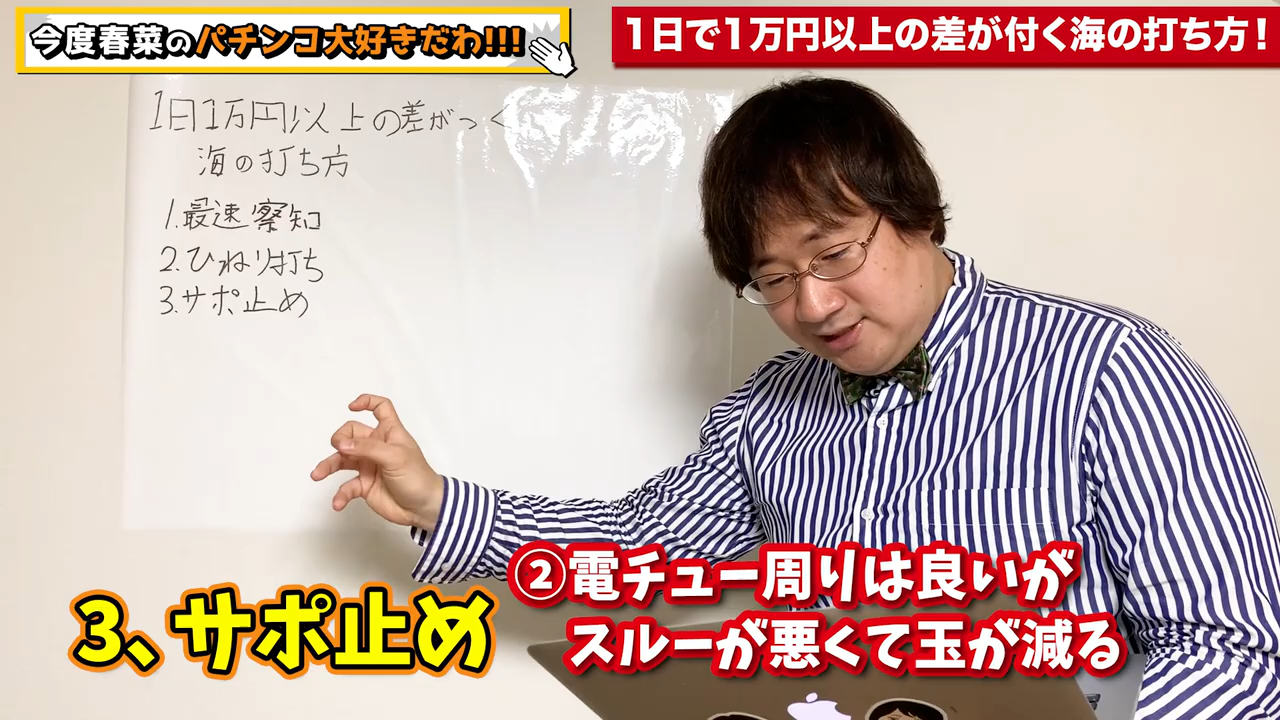 今度春菜のパチンコ大好きだわ!!!
1日で1万円以上の差が付く海の打ち方！
1日1万円以上の差がつく
海の打ち方
1.最速察知
2.ひねり打ち
3.サポ止め
3、サポ止め
②電チュー周りは良いが
スルーが悪くて玉が減る